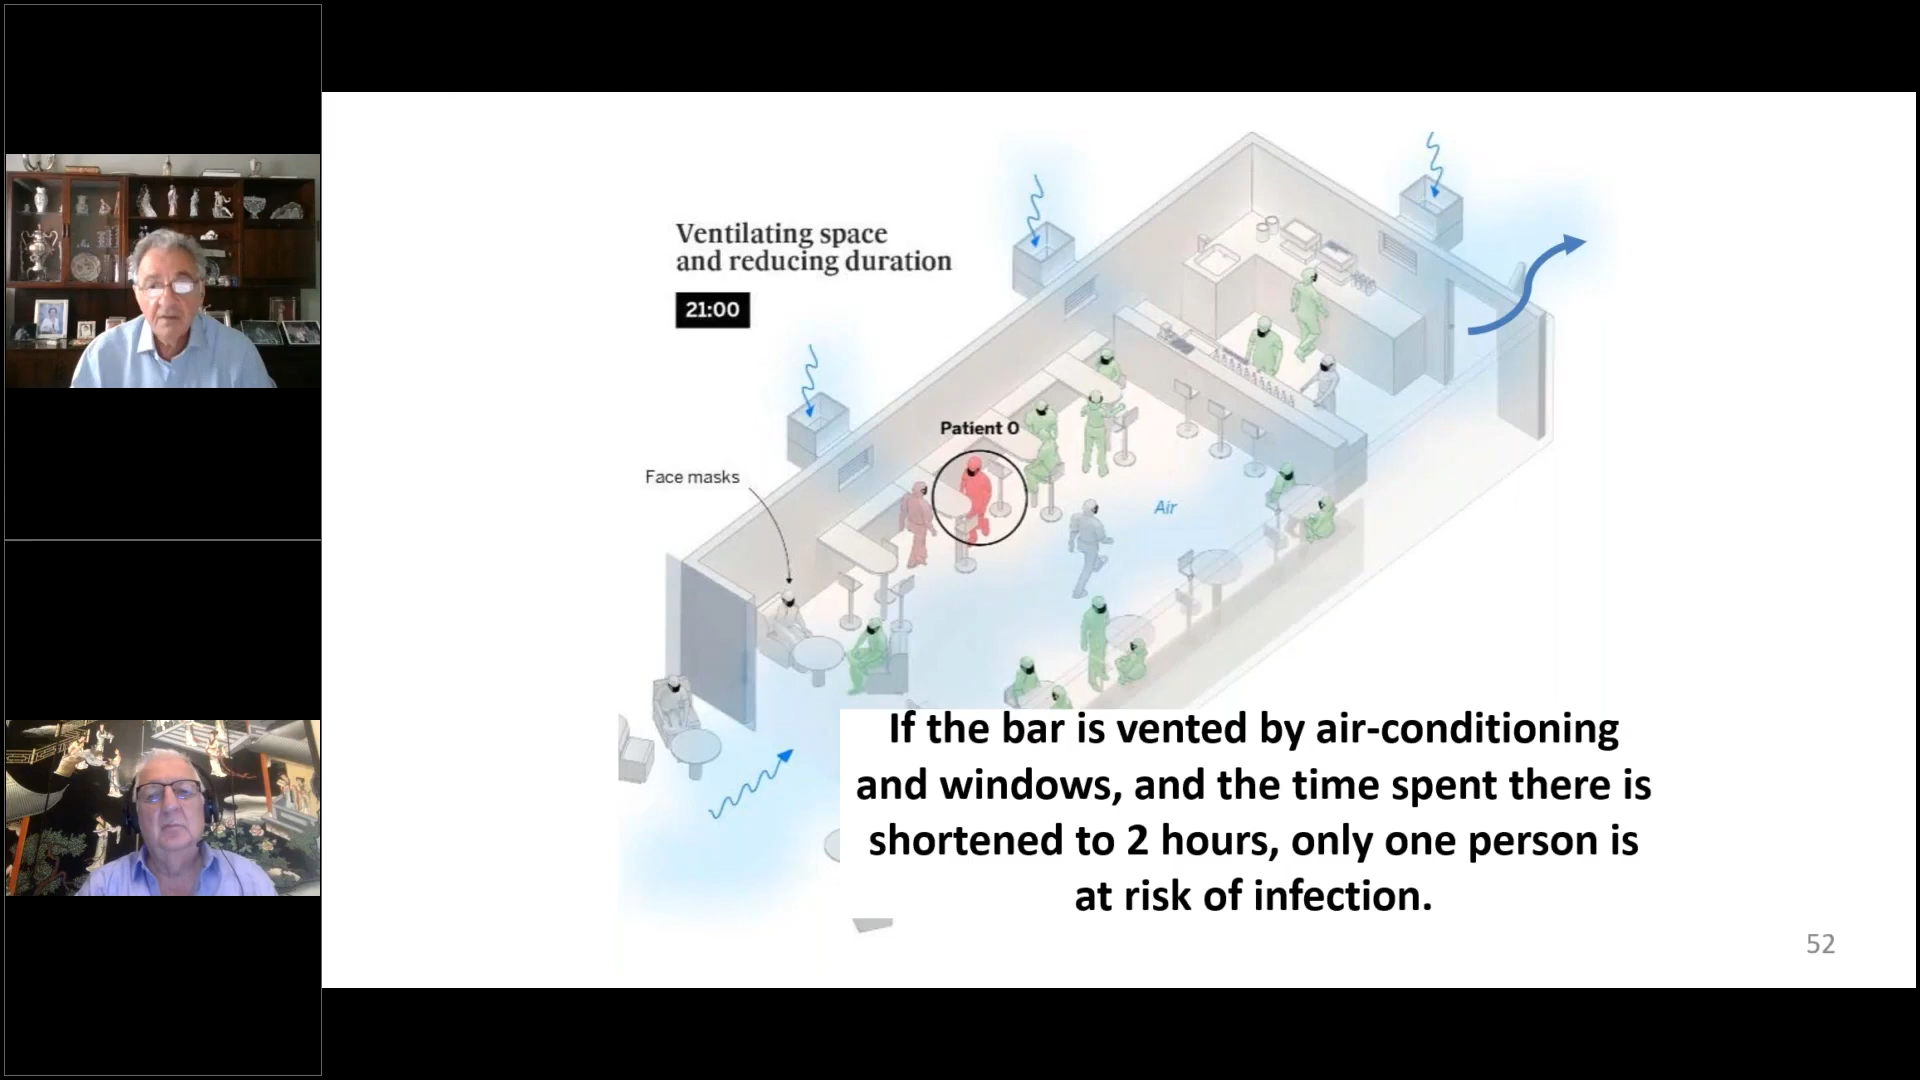 Ventilating space
and reducing duration
21:00
Patient 0
Face masks
Air
If the bar is vented by air-conditioning
and windows, and the time spent there is
shortened to 2 hours, only one person is
at risk of infection.
52